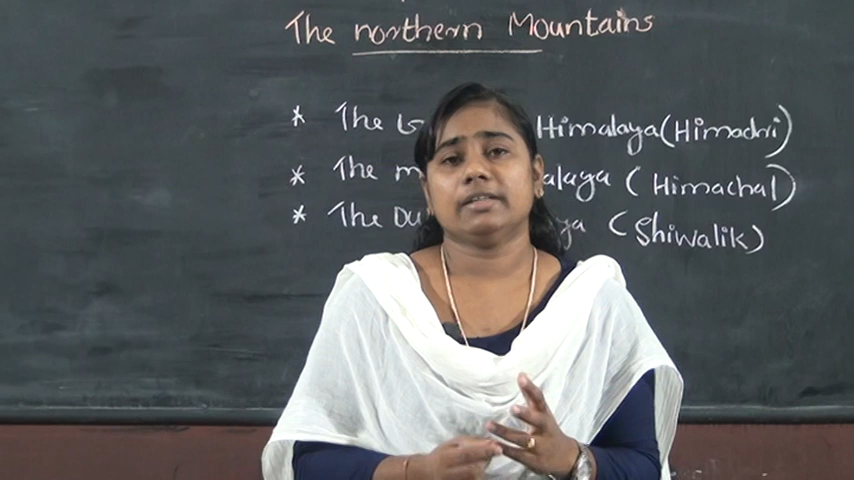 The northern Mountains
* The Himalaya (Himadri)
* The (Himachal)
* The (Shiwalik)